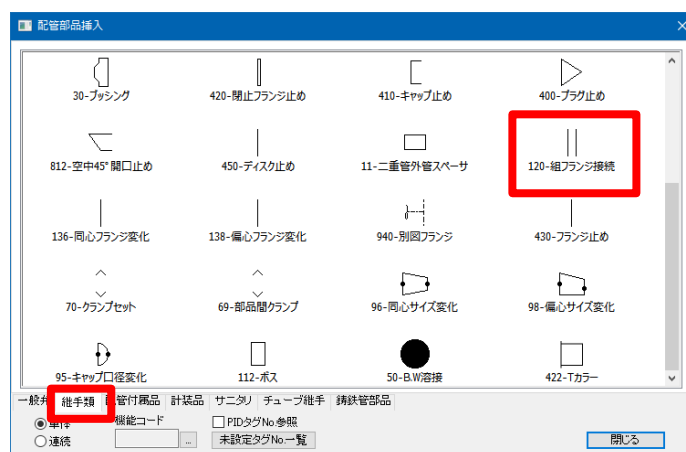 配管部品挿入
30-ブッシング 420-閉止フランジ止め 410-キャップ止め 400-プラグ止め
812-空中45°開口止め 450-ディスク止め 11-二重管外管スペーサ 120-組フランジ接続
136-同心フランジ変化 138-偏心フランジ変化 940-別図フランジ 430-フランジ止め
70-クランプセット 69-部品間クランプ 96-同心サイズ変化 98-偏心サイズ変化
95-キャップ口径変化 112-ボス 50-B.W溶接 422-Tカラー
一般弁 継手類 配管付属品 計装品 サニタリ チューブ継手 鋳鉄管部品
単体 機能コード PIDタグNo.参照
連続 ... 未設定タグNo.一覧 閉じる